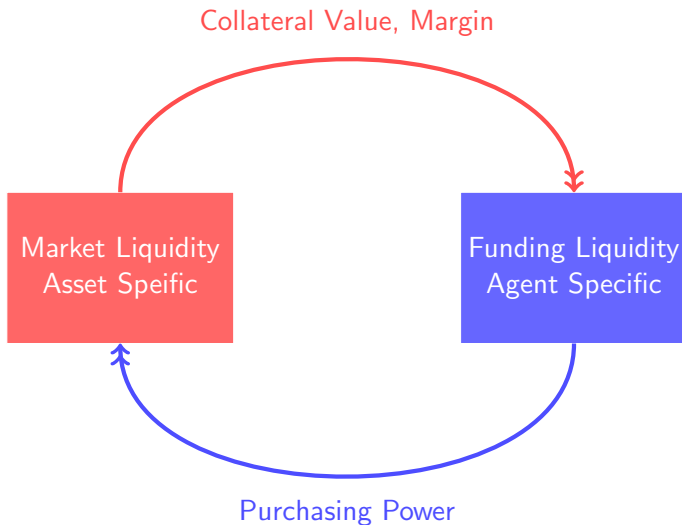 Collateral Value, Margin
Market Liquidity
Asset Speific
Funding Liquidity
Agent Specific
Purchasing Power